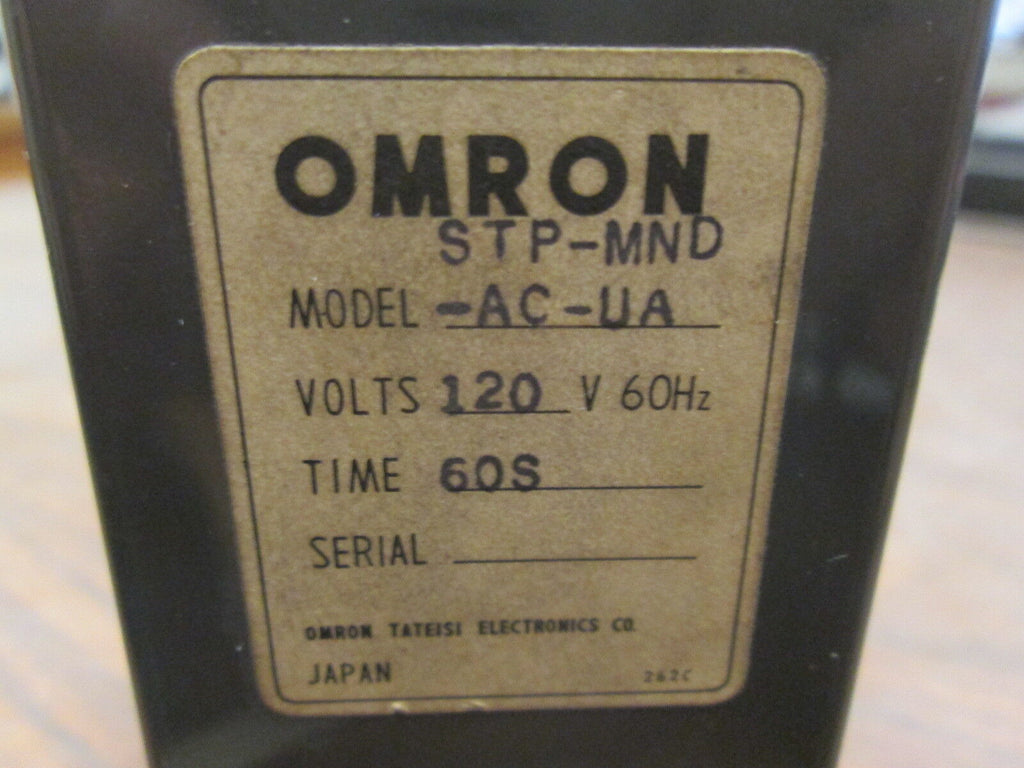 OMRON
STP-MND
MODEL -AC-UA
VOLTS 120 V 60Hz
TIME 60S
SERIAL
OMRON TATEISI ELECTRONICS CO.
JAPAN 262C